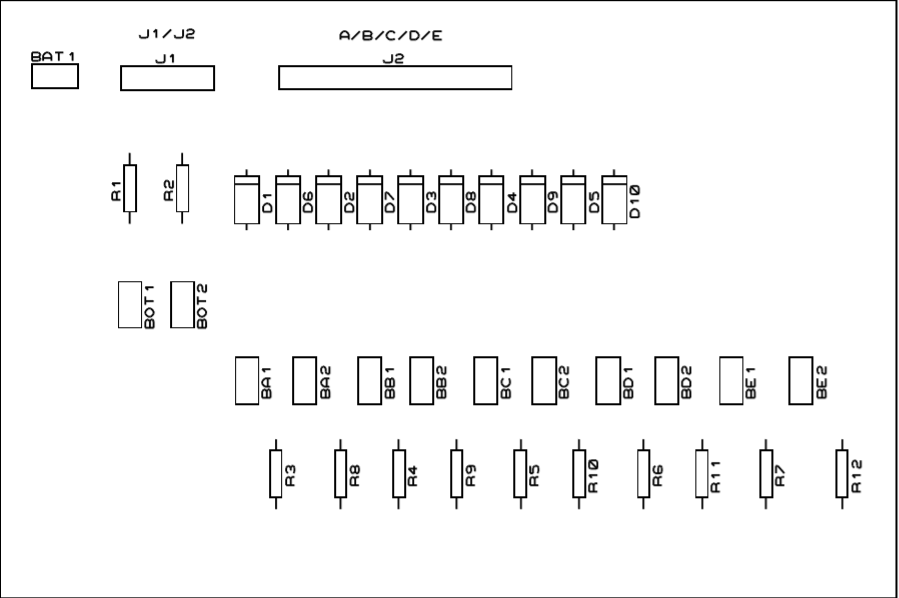 J1/J2
A/B/C/D/E
BAT1
J1
J2
R1
R2
D1
D6
D2
D7
D3
D8
D4
D9
D5
D10
BOT1
BOT2
BA1
BA2
BB1
BB2
BC1
BC2
BD1
BD2
BE1
BE2
R3
R8
R4
R9
R5
R10
R6
R11
R7
R12